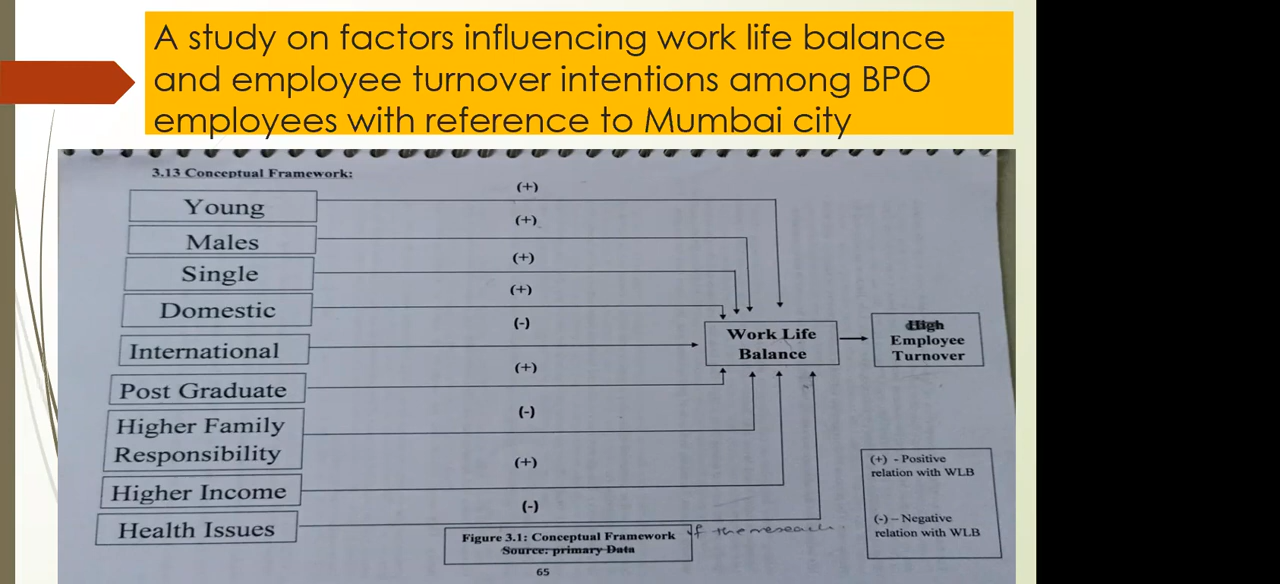 A study on factors influencing work life balance
and employee turnover intentions among BPO
employees with reference to Mumbai city
3.13 Conceptual Framework:
Young
(+)
Males
(+)
Single
(+)
Domestic
(+)
International
(-)
Post Graduate
(+)
Higher Family
Responsibility
(-)
Higher Income
(+)
Health Issues
(-)
Work Life
Balance
High
Employee
Turnover
(+) - Positive
relation with WLB
(-) – Negative
relation with WLB
Figure 3.1: Conceptual Framework
Source: primary Data
of the reseach.
65